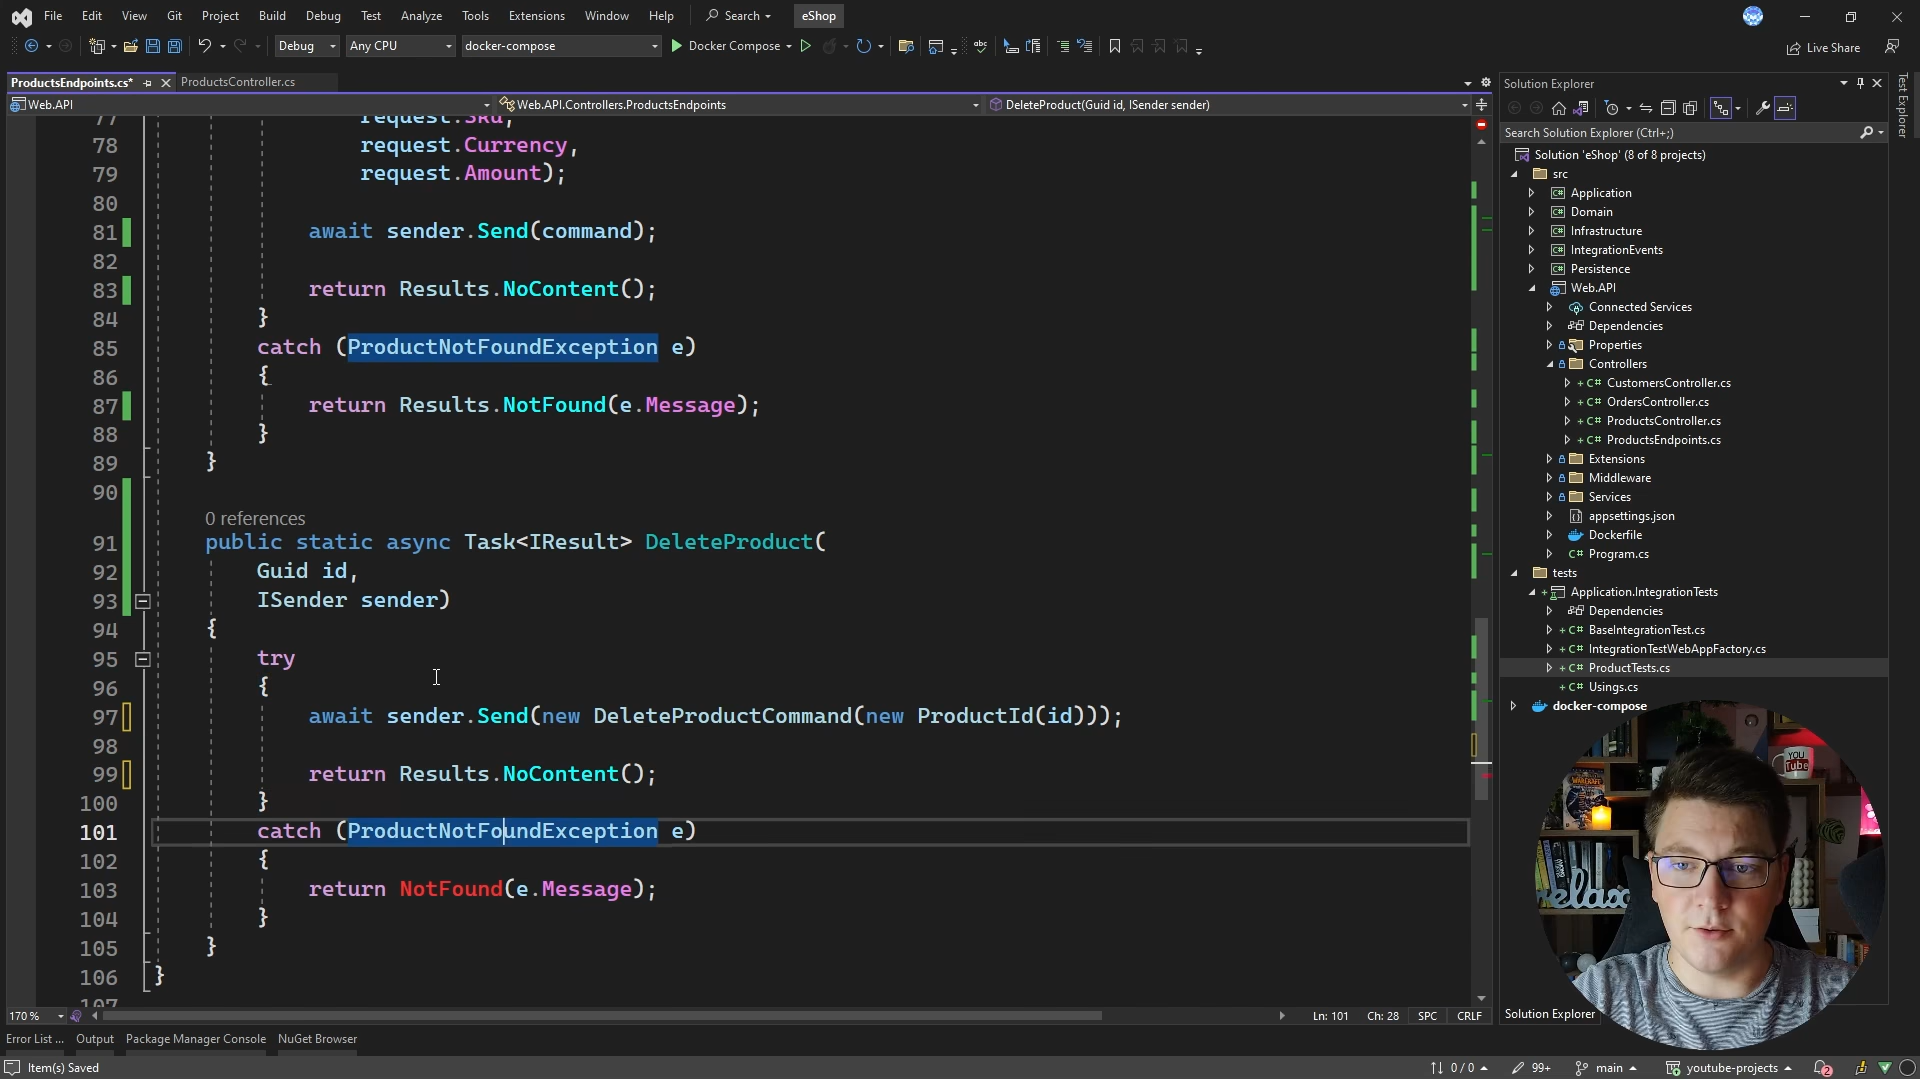 File Edit View Git Project Build Debug Test Analyze Tools Extensions Window Help Search eShop
Debug Any CPU docker-compose Docker Compose Live Share
ProductsEndpoints.cs* ProductsController.cs
Web.API Web.API.Controllers.ProductsEndpoints DeleteProduct(Guid id, ISender sender)
77 request.Sku,
78 request.Currency,
79 request.Amount);
80
81 await sender.Send(command);
82
83 return Results.NoContent();
84 }
85 catch (ProductNotFoundException e)
86 {
87 return Results.NotFound(e.Message);
88 }
89 }
90
0 references
91 public static async Task<IResult> DeleteProduct(
92 Guid id,
93 ISender sender)
94 {
95 try
96 {
97 await sender.Send(new DeleteProductCommand(new ProductId(id)));
98
99 return Results.NoContent();
100 }
101 catch (ProductNotFoundException e)
102 {
103 return NotFound(e.Message);
104 }
105 }
106 }
107
170 % Ln: 101 Ch: 28 SPC CRLF
Error List ... Output Package Manager Console NuGet Browser
Item(s) Saved 0 / 0 99+ main youtube-projects 2
Solution Explorer
Search Solution Explorer (Ctrl+;)
Solution 'eShop' (8 of 8 projects)
src
C# Application
C# Domain
C# Infrastructure
C# IntegrationEvents
C# Persistence
Web.API
Connected Services
Dependencies
Properties
Controllers
+ C# CustomersController.cs
+ C# OrdersController.cs
+ C# ProductsController.cs
+ C# ProductsEndpoints.cs
Extensions
Middleware
Services
appsettings.json
Dockerfile
C# Program.cs
tests
+ Application.IntegrationTests
Dependencies
+ C# BaseIntegrationTest.cs
+ C# IntegrationTestWebAppFactory.cs
+ C# ProductTests.cs
+ C# Usings.cs
docker-compose
Solution Explorer
Test Explorer
YOU
Tube
relax